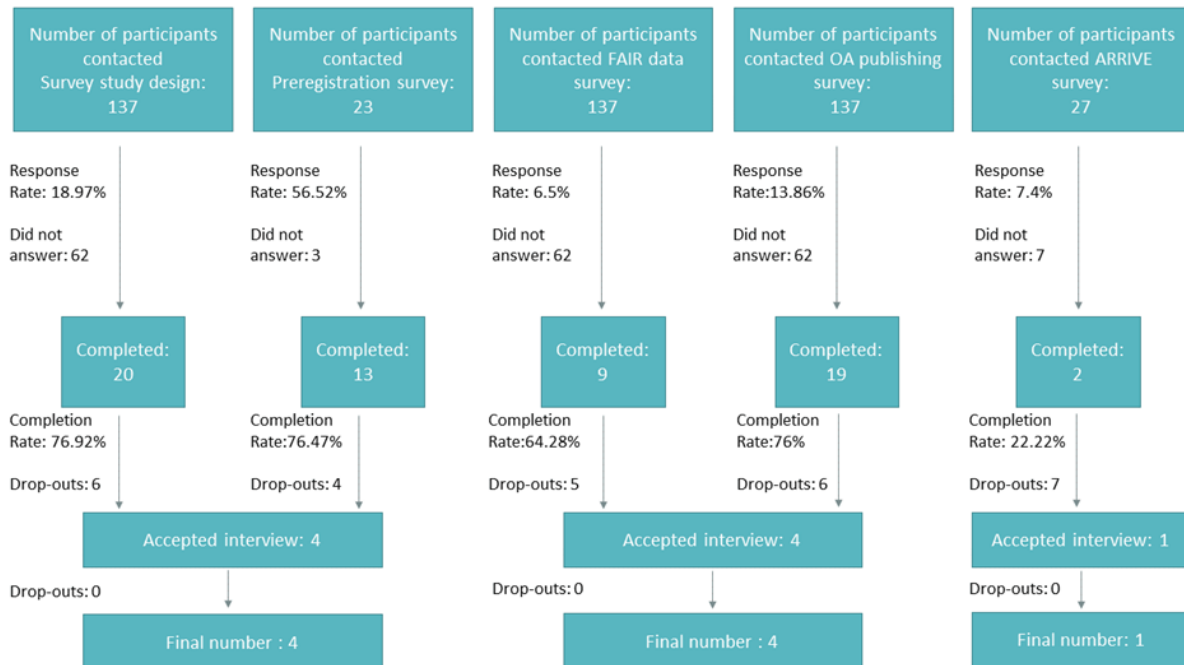 Number of participants
contacted
Survey study design:
137
Number of participants
contacted
Preregistration survey:
23
Number of participants
contacted FAIR data
survey:
137
Number of participants
contacted OA publishing
survey:
137
Number of participants
contacted ARRIVE
survey:
27
Response
Rate: 18.97%
Did not
answer: 62
Response
Rate: 56.52%
Did not
answer: 3
Response
Rate: 6.5%
Did not
answer: 62
Response
Rate:13.86%
Did not
answer: 62
Response
Rate: 7.4%
Did not
answer: 7
Completed:
20
Completed:
13
Completed:
9
Completed:
19
Completed:
2
Completion
Rate: 76.92%
Drop-outs: 6
Completion
Rate:76.47%
Drop-outs: 4
Completion
Rate:64.28%
Drop-outs: 5
Completion
Rate:76%
Drop-outs: 6
Completion
Rate: 22.22%
Drop-outs: 7
Accepted interview: 4
Accepted interview: 4
Accepted interview: 1
Drop-outs: 0
Drop-outs: 0
Drop-outs: 0
Final number : 4
Final number : 4
Final number: 1